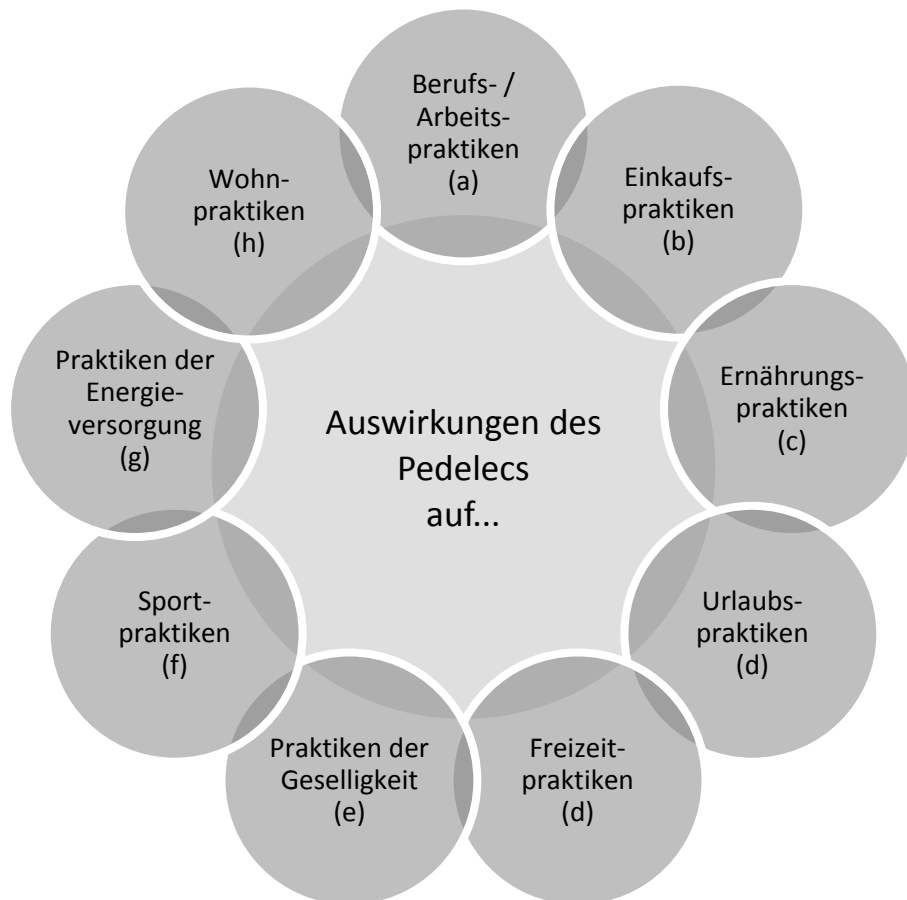 Berufs- /
Arbeits-
praktiken
(a)
Einkaufs-
praktiken
(b)
Ernährungs-
praktiken
(c)
Urlaubs-
praktiken
(d)
Freizeit-
praktiken
(d)
Praktiken der
Geselligkeit
(e)
Sport-
praktiken
(f)
Praktiken der
Energie-
versorgung
(g)
Wohn-
praktiken
(h)
Auswirkungen des
Pedelecs
auf...